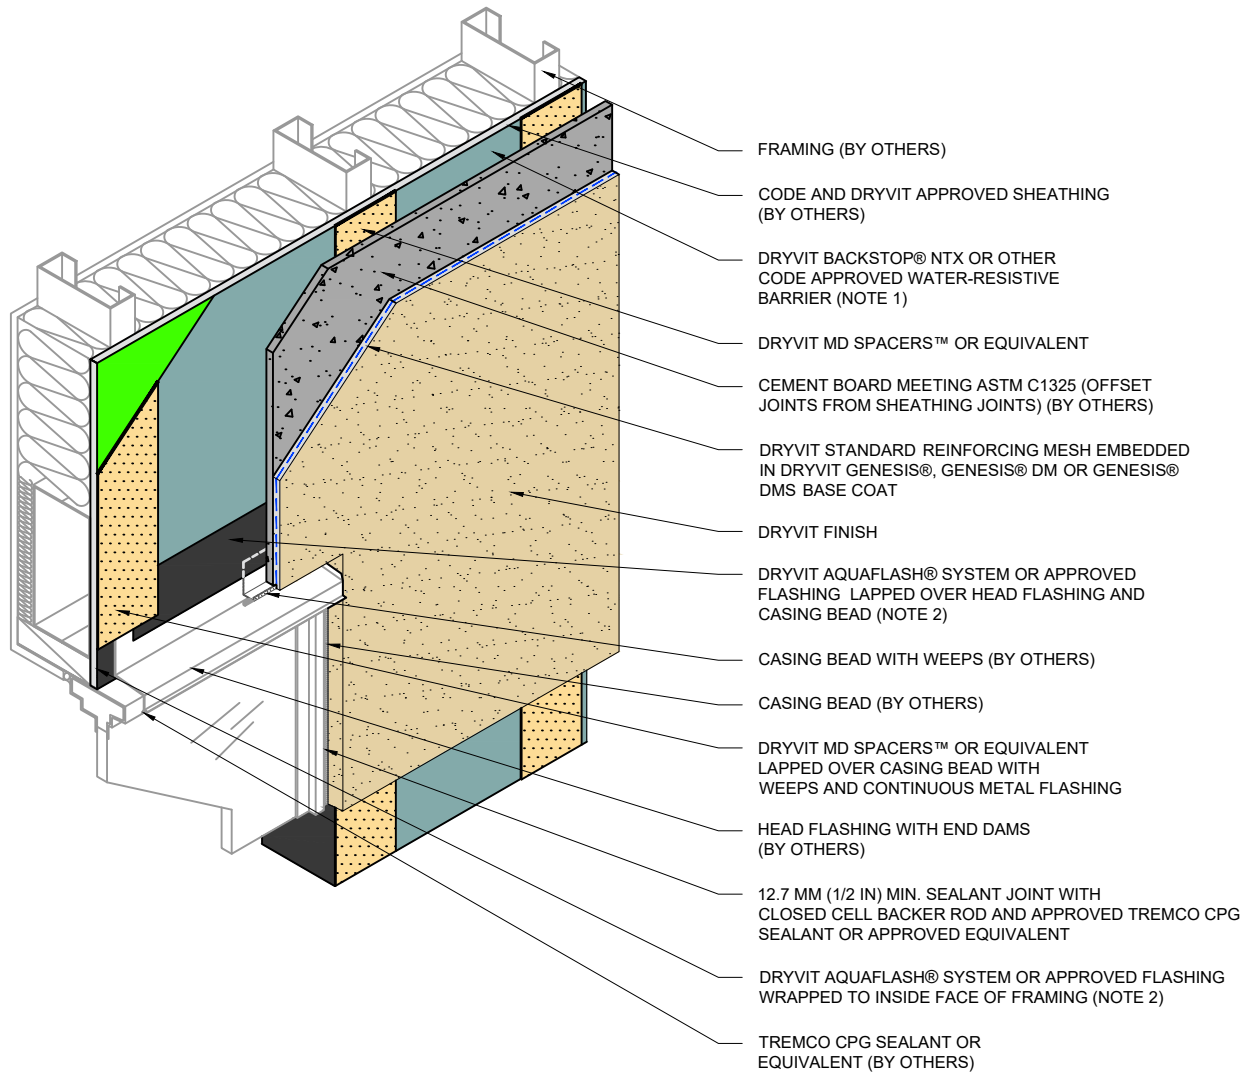 FRAMING (BY OTHERS)
CODE AND DRYVIT APPROVED SHEATHING
(BY OTHERS)
DRYVIT BACKSTOP® NTX OR OTHER
CODE APPROVED WATER-RESISTIVE
BARRIER (NOTE 1)
DRYVIT MD SPACERS™ OR EQUIVALENT
CEMENT BOARD MEETING ASTM C1325 (OFFSET
JOINTS FROM SHEATHING JOINTS) (BY OTHERS)
DRYVIT STANDARD REINFORCING MESH EMBEDDED
IN DRYVIT GENESIS®, GENESIS® DM OR GENESIS®
DMS BASE COAT
DRYVIT FINISH
DRYVIT AQUAFLASH® SYSTEM OR APPROVED
FLASHING LAPPED OVER HEAD FLASHING AND
CASING BEAD (NOTE 2)
CASING BEAD WITH WEEPS (BY OTHERS)
CASING BEAD (BY OTHERS)
DRYVIT MD SPACERS™ OR EQUIVALENT
LAPPED OVER CASING BEAD WITH
WEEPS AND CONTINUOUS METAL FLASHING
HEAD FLASHING WITH END DAMS
(BY OTHERS)
12.7 MM (1/2 IN) MIN. SEALANT JOINT WITH
CLOSED CELL BACKER ROD AND APPROVED TREMCO CPG
SEALANT OR APPROVED EQUIVALENT
DRYVIT AQUAFLASH® SYSTEM OR APPROVED FLASHING
WRAPPED TO INSIDE FACE OF FRAMING (NOTE 2)
TREMCO CPG SEALANT OR
EQUIVALENT (BY OTHERS)